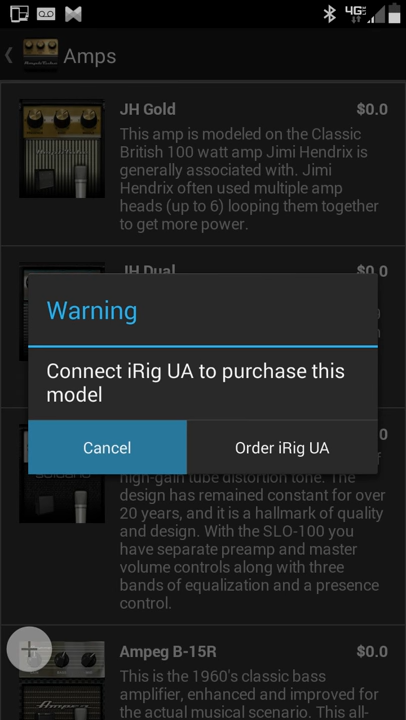 4G
Amps
JH Gold $0.0
This amp is modeled on the Classic
British 100 watt amp Jimi Hendrix is
generally associated with. Jimi
Hendrix often used multiple amp
heads (up to 6) looping them together
to get more power.
JH Dual $0.0
Warning
Connect iRig UA to purchase this
model
Cancel Order iRig UA
high-gain tube distortion tone. The
design has remained constant for over
20 years, and it is a hallmark of quality
and design. With the SLO-100 you
have separate preamp and master
volume controls along with three
bands of equalization and a presence
control.
Ampeg B-15R $0.0
This is the 1960's classic bass
amplifier, enhanced and improved for
the actual musical scenario. This all-